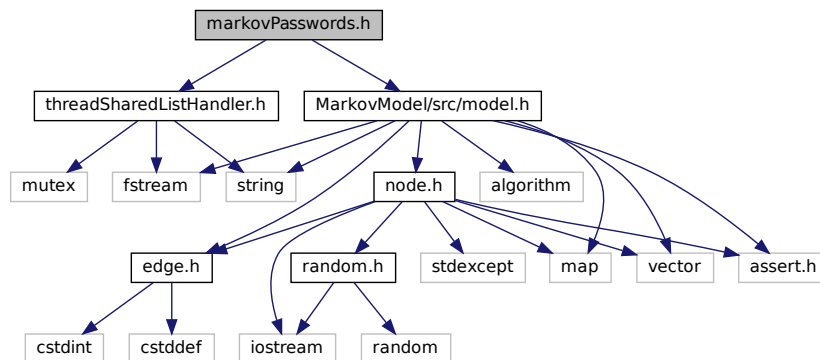 markovPasswords.h
threadSharedListHandler.h
MarkovModel/src/model.h
mutex
fstream
string
node.h
algorithm
edge.h
random.h
stdexcept
map
vector
assert.h
cstdint
cstddef
iostream
random